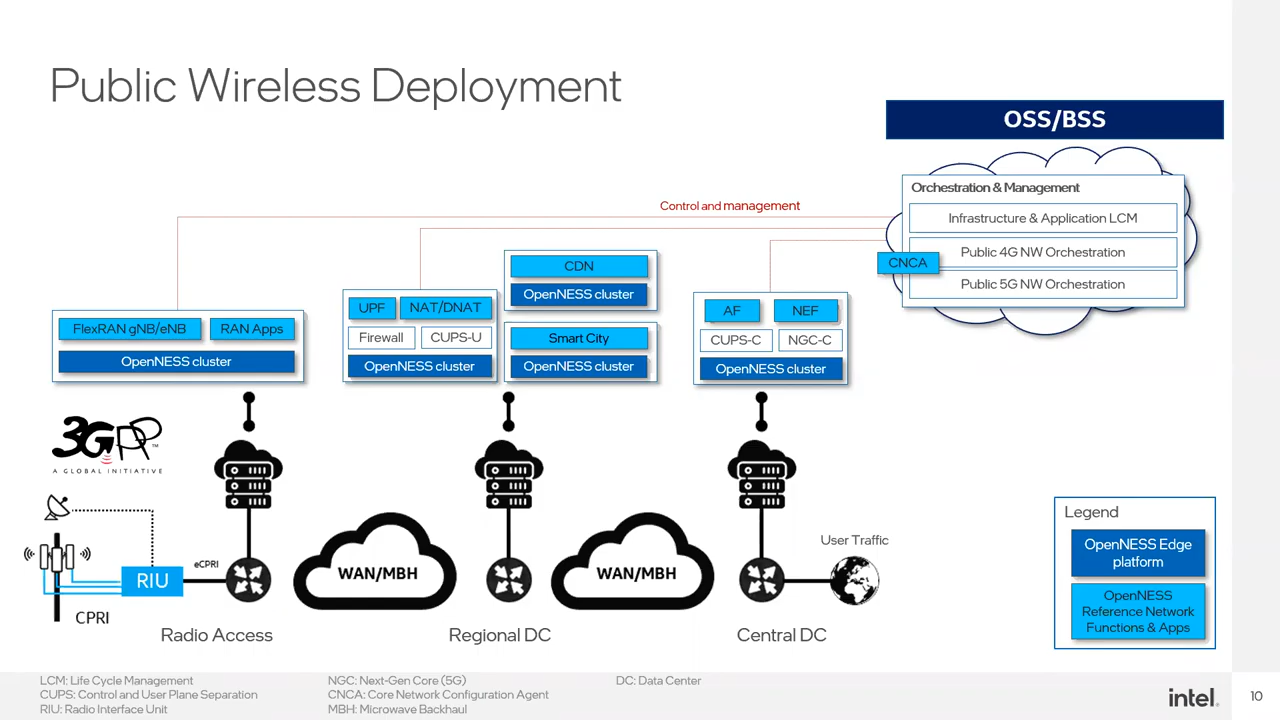 Public Wireless Deployment
OSS/BSS
Orchestration & Management
Infrastructure & Application LCM
Public 4G NW Orchestration
Public 5G NW Orchestration
CNCA
Control and management
CDN
OpenNESS cluster
Smart City
OpenNESS cluster
UPF
NAT/DNAT
Firewall
CUPS-U
OpenNESS cluster
FlexRAN gNB/eNB
RAN Apps
OpenNESS cluster
AF
NEF
CUPS-C
NGC-C
OpenNESS cluster
3GPP™
A GLOBAL INITIATIVE
RIU
eCPRI
CPRI
WAN/MBH
WAN/MBH
User Traffic
Radio Access
Regional DC
Central DC
Legend
OpenNESS Edge
platform
OpenNESS
Reference Network
Functions & Apps
LCM: Life Cycle Management
CUPS: Control and User Plane Separation
RIU: Radio Interface Unit
NGC: Next-Gen Core (5G)
CNCA: Core Network Configuration Agent
MBH: Microwave Backhaul
DC: Data Center
intel.
10